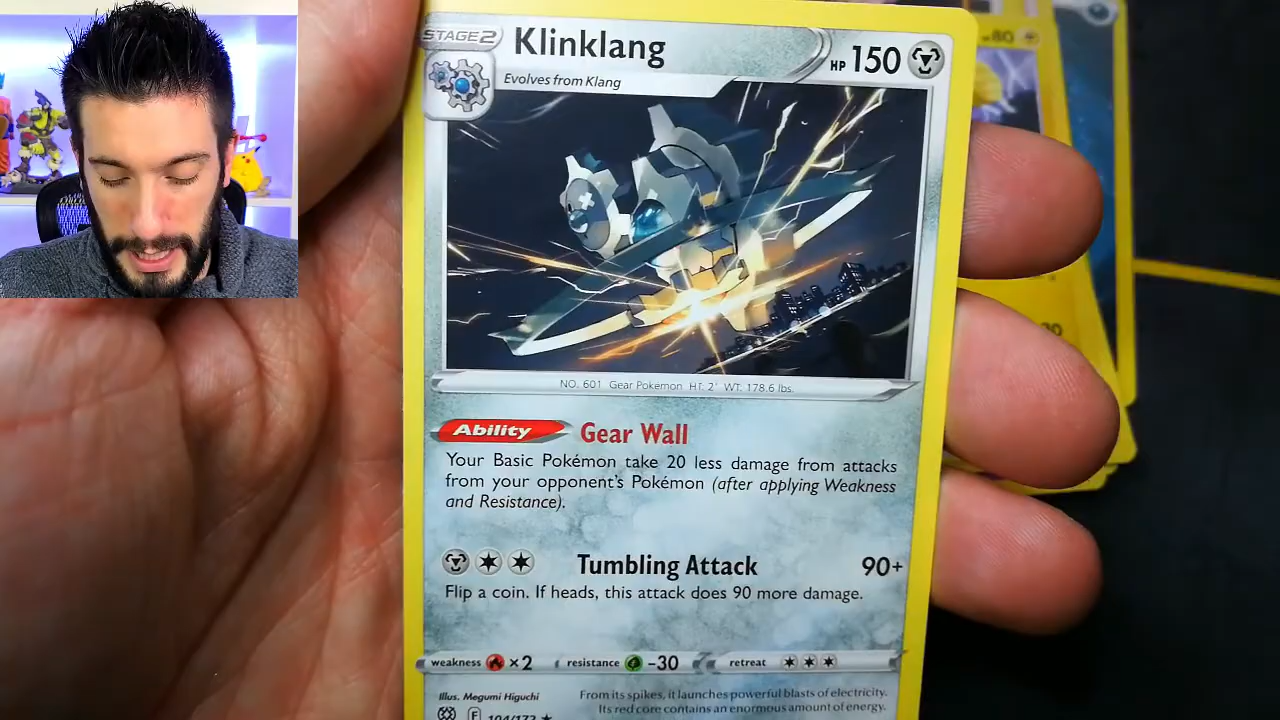 STAGE2
Klinklang
HP 150
Evolves from Klang
80
NO. 601 Gear Pokémon HT. 2' WT. 178.6 lbs.
Ability Gear Wall
Your Basic Pokémon take 20 less damage from attacks
from your opponent's Pokémon (after applying Weakness
and Resistance).
Tumbling Attack 90+
Flip a coin. If heads, this attack does 90 more damage.
weakness ×2 resistance -30 retreat
Illus. Megumi Higuchi
From its spikes, it launches powerful blasts of electricity.
Its red core contains an enormous amount of energy.
F 104/172 ★